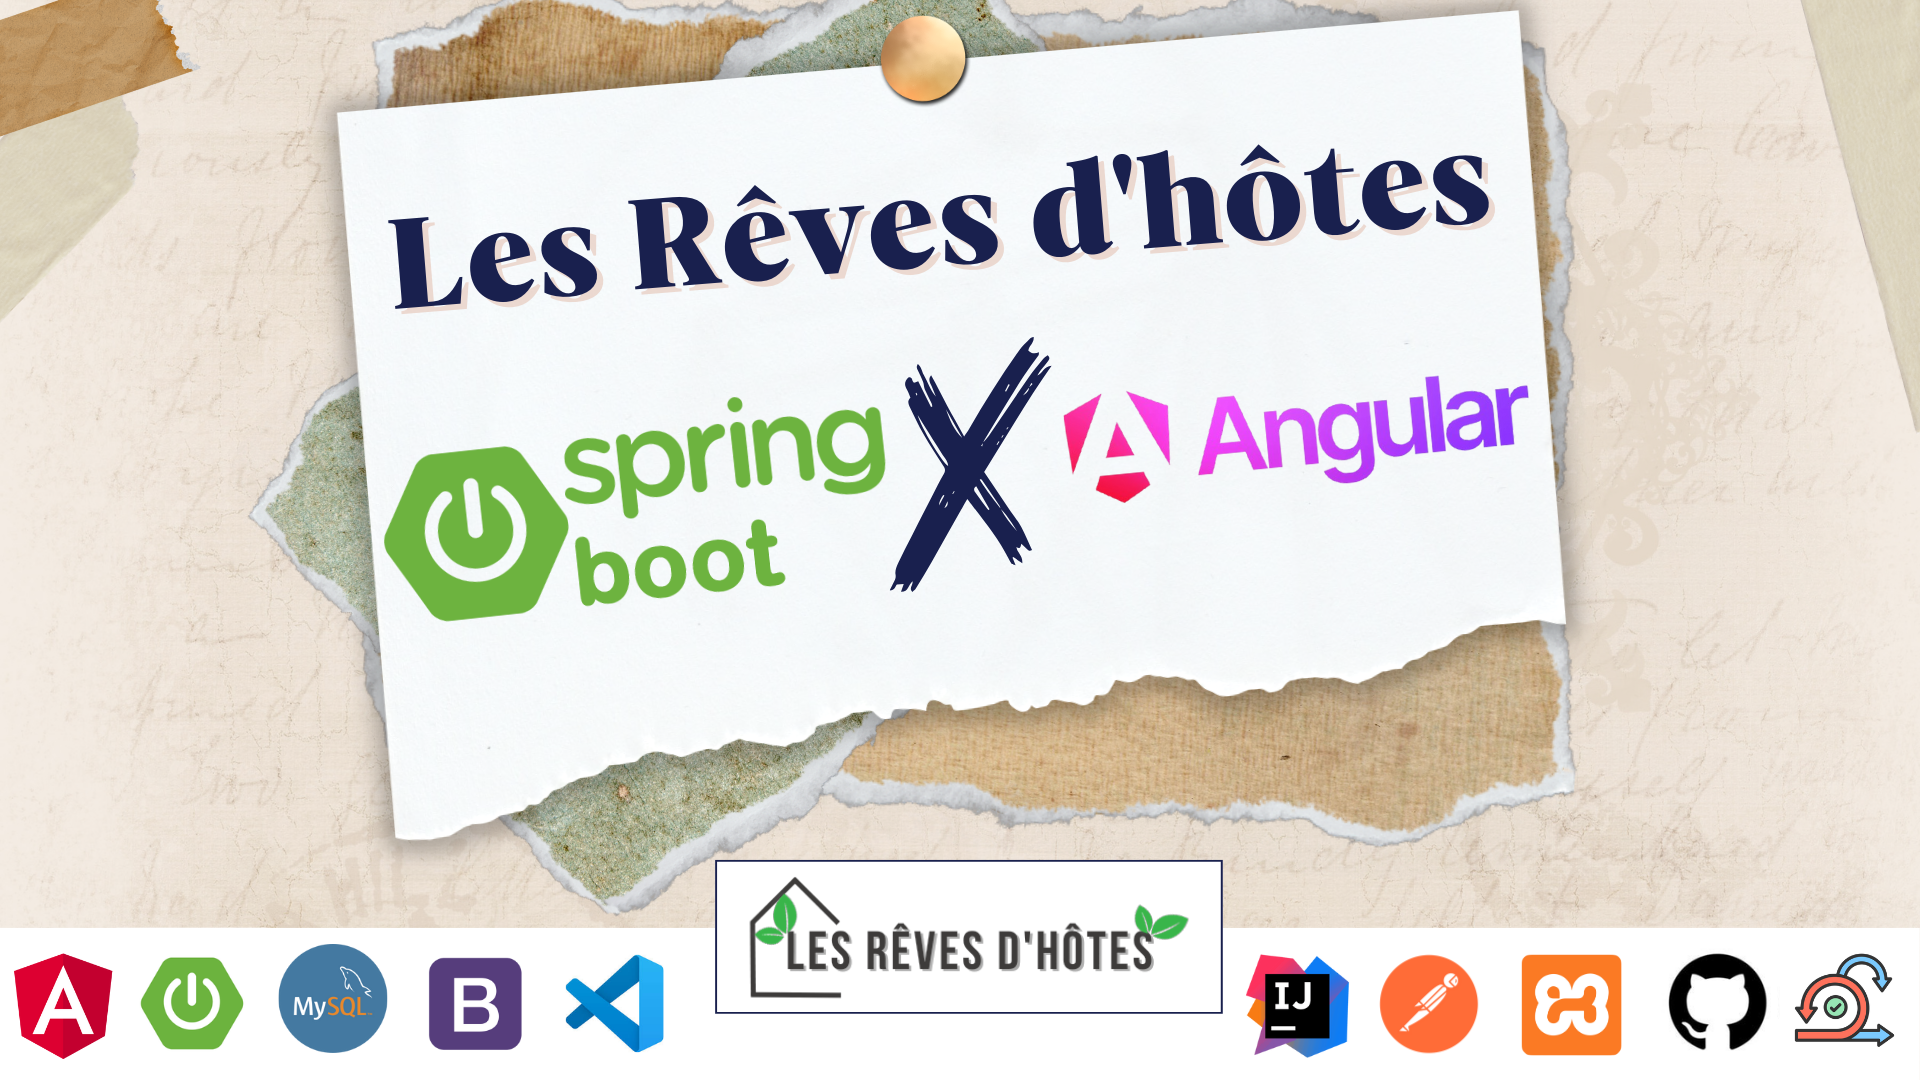 Les Rêves d'hôtes
spring
boot
X
Angular
LES RÊVES D'HÔTES
A
MySQL
B
IJ